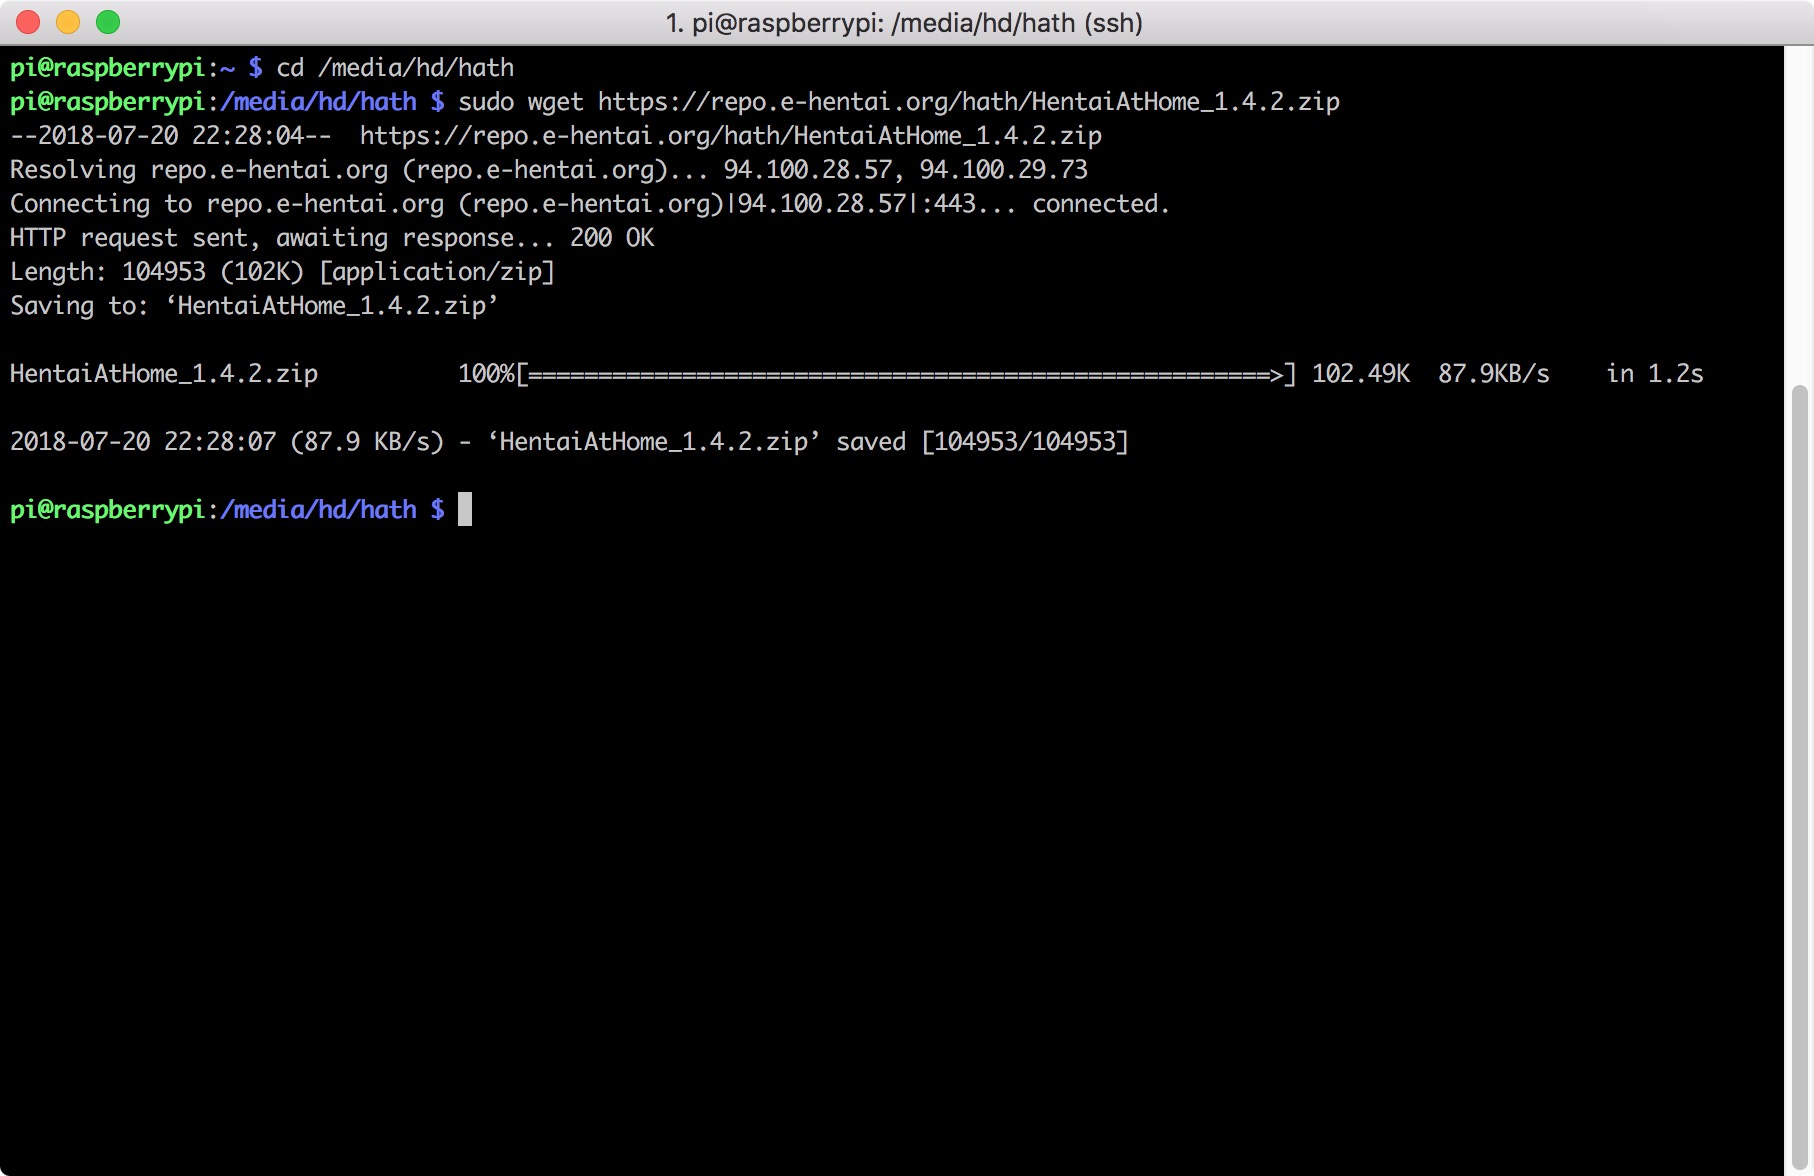 1. pi@raspberrypi: /media/hd/hath (ssh)
pi@raspberrypi:~ $ cd /media/hd/hath
pi@raspberrypi:/media/hd/hath $ sudo wget https://repo.e-hentai.org/hath/HentaiAtHome_1.4.2.zip
--2018-07-20 22:28:04--  https://repo.e-hentai.org/hath/HentaiAtHome_1.4.2.zip
Resolving repo.e-hentai.org (repo.e-hentai.org)... 94.100.28.57, 94.100.29.73
Connecting to repo.e-hentai.org (repo.e-hentai.org)|94.100.28.57|:443... connected.
HTTP request sent, awaiting response... 200 OK
Length: 104953 (102K) [application/zip]
Saving to: ‘HentaiAtHome_1.4.2.zip’
HentaiAtHome_1.4.2.zip          100%[=====================================================>] 102.49K  87.9KB/s    in 1.2s
2018-07-20 22:28:07 (87.9 KB/s) - ‘HentaiAtHome_1.4.2.zip’ saved [104953/104953]
pi@raspberrypi:/media/hd/hath $